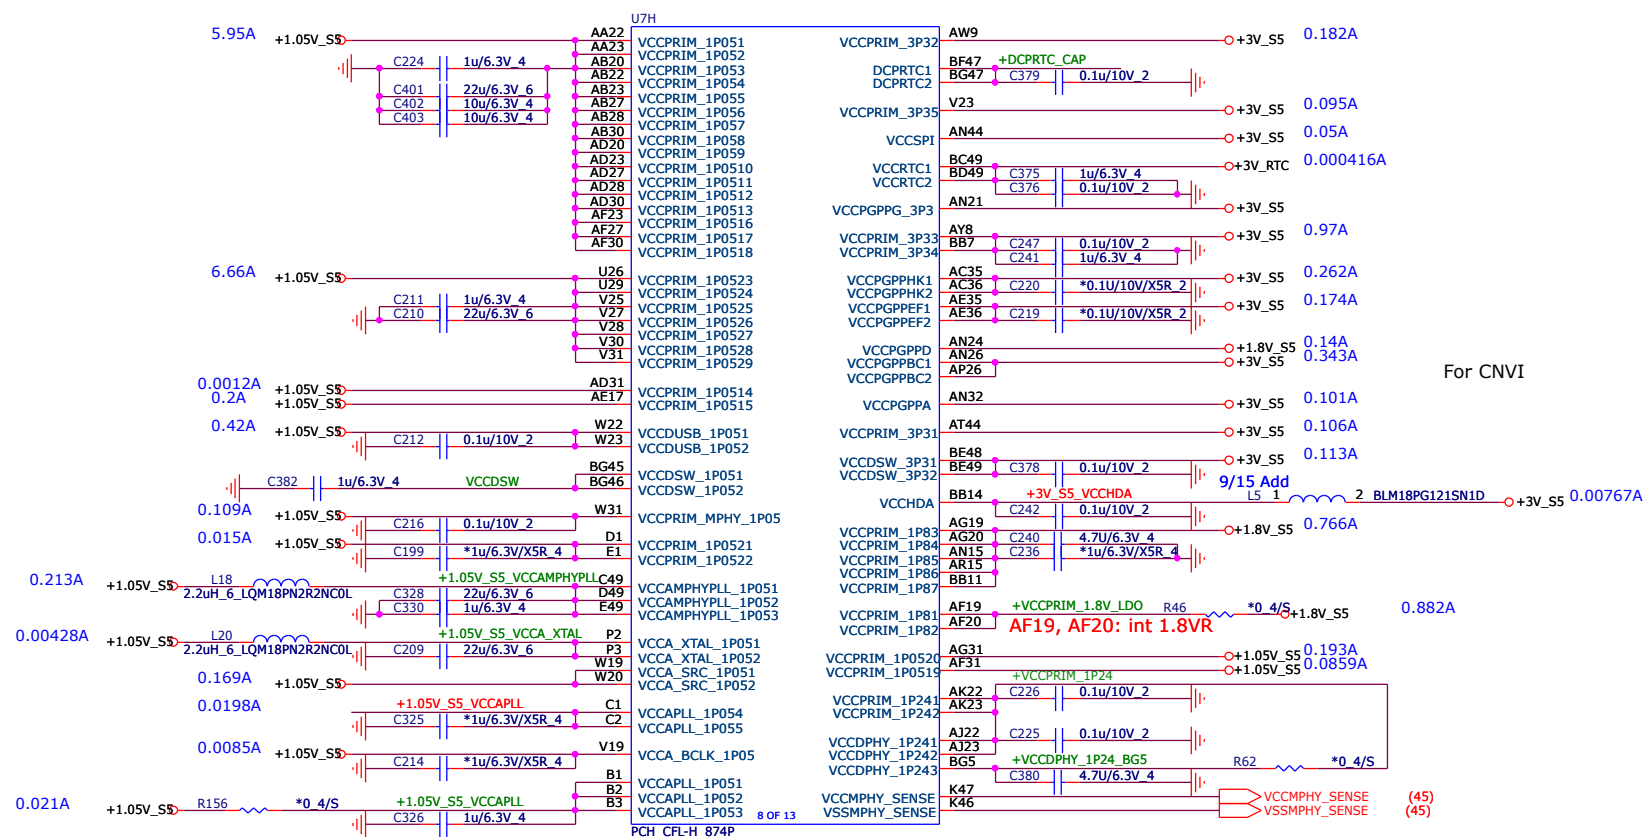 U7H
5.95A +1.05V_S5 AA22 VCCPRIM_1P051 VCCPRIM_3P32 AW9 +3V_S5 0.182A
AA23 VCCPRIM_1P052
C224 1u/6.3V_4 AB20 VCCPRIM_1P053 DCPRTC1 BF47 +DCPRTC_CAP
AB22 VCCPRIM_1P054 DCPRTC2 BG47 C379 0.1u/10V_2
C401 22u/6.3V_6 AB23 VCCPRIM_1P055
C402 10u/6.3V_4 AB27 VCCPRIM_1P056 VCCPRIM_3P35 V23 +3V_S5 0.095A
C403 10u/6.3V_4 AB28 VCCPRIM_1P057
AB30 VCCPRIM_1P058 VCCSPI AN44 +3V_S5 0.05A
AD20 VCCPRIM_1P059
AD23 VCCPRIM_1P0510 VCCRTC1 BC49 +3V_RTC 0.000416A
AD27 VCCPRIM_1P0511 VCCRTC2 BD49 C375 1u/6.3V_4
AD28 VCCPRIM_1P0512 C376 0.1u/10V_2
AD30 VCCPRIM_1P0513 VCCPGPPG_3P3 AN21 +3V_S5
AF23 VCCPRIM_1P0516
AF27 VCCPRIM_1P0517 VCCPRIM_3P33 AY8 +3V_S5 0.97A
AF30 VCCPRIM_1P0518 VCCPRIM_3P34 BB7 C247 0.1u/10V_2
C241 1u/6.3V_4
6.66A +1.05V_S5 U26 VCCPRIM_1P0523 VCCPGPPHK1 AC35 +3V_S5 0.262A
U29 VCCPRIM_1P0524 VCCPGPPHK2 AC36 C220 *0.1U/10V/X5R_2
C211 1u/6.3V_4 V25 VCCPRIM_1P0525 VCCPGPPEF1 AE35 +3V_S5 0.174A
C210 22u/6.3V_6 V27 VCCPRIM_1P0526 VCCPGPPEF2 AE36 C219 *0.1U/10V/X5R_2
V28 VCCPRIM_1P0527
V30 VCCPRIM_1P0528 VCCPGPPD AN24 +1.8V_S5 0.14A
V31 VCCPRIM_1P0529 VCCPGPPBC1 AN26 +3V_S5 0.343A
VCCPGPPBC2 AP26
For CNVI
0.0012A +1.05V_S5 AD31 VCCPRIM_1P0514
0.2A +1.05V_S5 AE17 VCCPRIM_1P0515 VCCPGPPA AN32 +3V_S5 0.101A
0.42A +1.05V_S5 W22 VCCDUSB_1P051 VCCPRIM_3P31 AT44 +3V_S5 0.106A
C212 0.1u/10V_2 W23 VCCDUSB_1P052
VCCDSW_3P31 BE48 +3V_S5 0.113A
BG45 VCCDSW_1P051 VCCDSW_3P32 BE49 C378 0.1u/10V_2
C382 1u/6.3V_4 VCCDSW BG46 VCCDSW_1P052
9/15 Add
VCCHDA BB14 +3V_S5_VCCHDA L5 1 2 BLM18PG121SN1D +3V_S5 0.00767A
0.109A +1.05V_S5 W31 VCCPRIM_MPHY_1P05 C242 0.1u/10V_2
C216 0.1u/10V_2 VCCPRIM_1P83 AG19 +1.8V_S5 0.766A
0.015A +1.05V_S5 D1 VCCPRIM_1P0521 VCCPRIM_1P84 AG20 C240 4.7U/6.3V_4
C199 *1u/6.3V/X5R_4 E1 VCCPRIM_1P0522 VCCPRIM_1P85 AN15 C236 *1u/6.3V/X5R_4
VCCPRIM_1P86 AR15
0.213A +1.05V_S5 L18 +1.05V_S5_VCCAMPHYPLL C49 VCCAMPHYPLL_1P051 VCCPRIM_1P87 BB11
2.2uH_6_LQM18PN2R2NC0L C328 22u/6.3V_6 D49 VCCAMPHYPLL_1P052
C330 1u/6.3V_4 E49 VCCAMPHYPLL_1P053 VCCPRIM_1P81 AF19 +VCCPRIM_1.8V_LDO R46 *0_4/S +1.8V_S5 0.882A
VCCPRIM_1P82 AF20 AF19, AF20: int 1.8VR
0.00428A +1.05V_S5 L20 +1.05V_S5_VCCA_XTAL P2 VCCA_XTAL_1P051
2.2uH_6_LQM18PN2R2NC0L C209 22u/6.3V_6 P3 VCCA_XTAL_1P052 VCCPRIM_1P0520 AG31 +1.05V_S5 0.193A
W19 VCCA_SRC_1P051 VCCPRIM_1P0519 AF31 +1.05V_S5 0.0859A
0.169A +1.05V_S5 W20 VCCA_SRC_1P052 +VCCPRIM_1P24
VCCPRIM_1P241 AK22 C226 0.1u/10V_2
0.0198A +1.05V_S5_VCCAPLL C1 VCCAPLL_1P054 VCCPRIM_1P242 AK23
C325 *1u/6.3V/X5R_4 C2 VCCAPLL_1P055
VCCDPHY_1P241 AJ22 C225 0.1u/10V_2
0.0085A +1.05V_S5 V19 VCCA_BCLK_1P05 VCCDPHY_1P242 AJ23
C214 *1u/6.3V/X5R_4 VCCDPHY_1P243 BG5 +VCCDPHY_1P24_BG5 R62 *0_4/S
B1 VCCAPLL_1P051 C380 4.7U/6.3V_4
B2 VCCAPLL_1P052 VCCMPHY_SENSE K47 VCCMPHY_SENSE (45)
0.021A +1.05V_S5 R156 *0_4/S +1.05V_S5_VCCAPLL B3 VCCAPLL_1P053 VSSMPHY_SENSE K46 VSSMPHY_SENSE (45)
C326 1u/6.3V_4 8 OF 13
PCH_CFL-H_874P